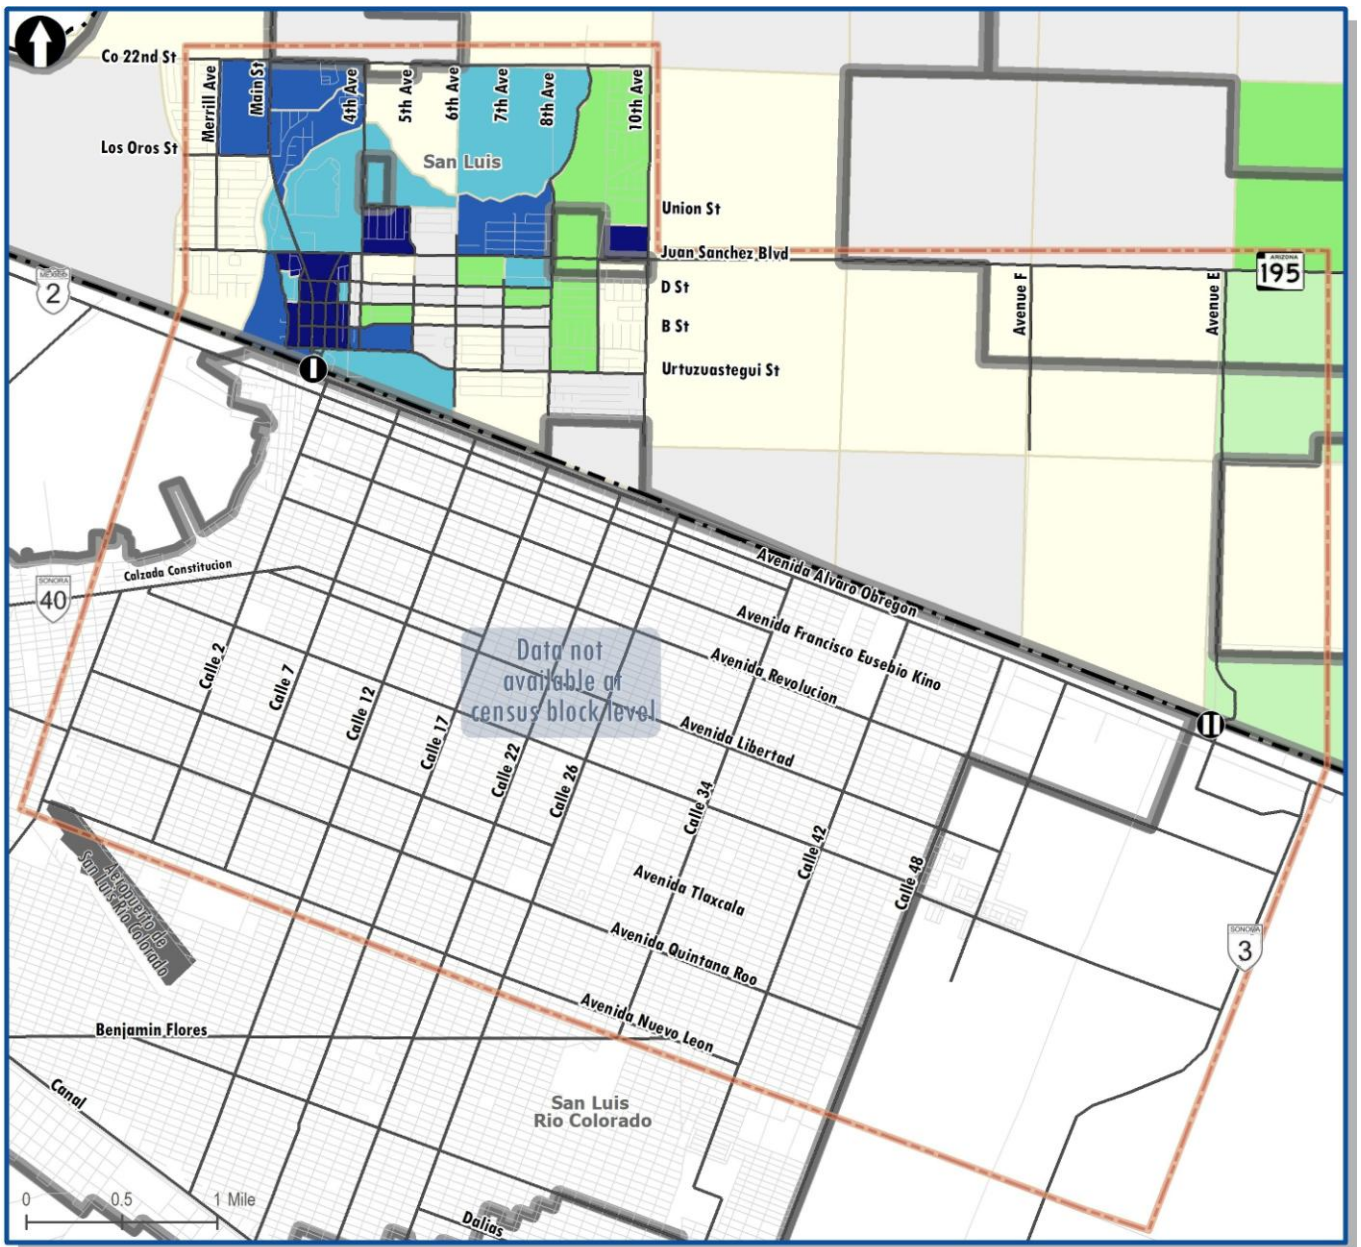 Co 22nd St
Merrill Ave
Main St
4th Ave
5th Ave
6th Ave
7th Ave
8th Ave
10th Ave
Los Oros St
San Luis
Union St
Juan Sanchez Blvd
ARIZONA
195
MEXICO
2
D St
Avenue F
Avenue E
B St
Urtuzuastegui St
I
Avenida Alvaro Obregon
Calzada Constitucion
SONORA
40
Avenida Francisco Eusebio Kino
Data not
available at
census block level
Avenida Revolucion
Calle 2
Calle 7
Calle 12
Calle 17
Calle 22
Calle 26
Avenida Libertad
II
Calle 34
Calle 42
Calle 48
Aeropuerto de
San Luis Rio Colorado
Avenida Tlaxcala
Avenida Quintana Roo
SONORA
3
Avenida Nuevo Leon
Benjamin Flores
Canal
San Luis
Rio Colorado
0 0.5 1 Mile
Dalias